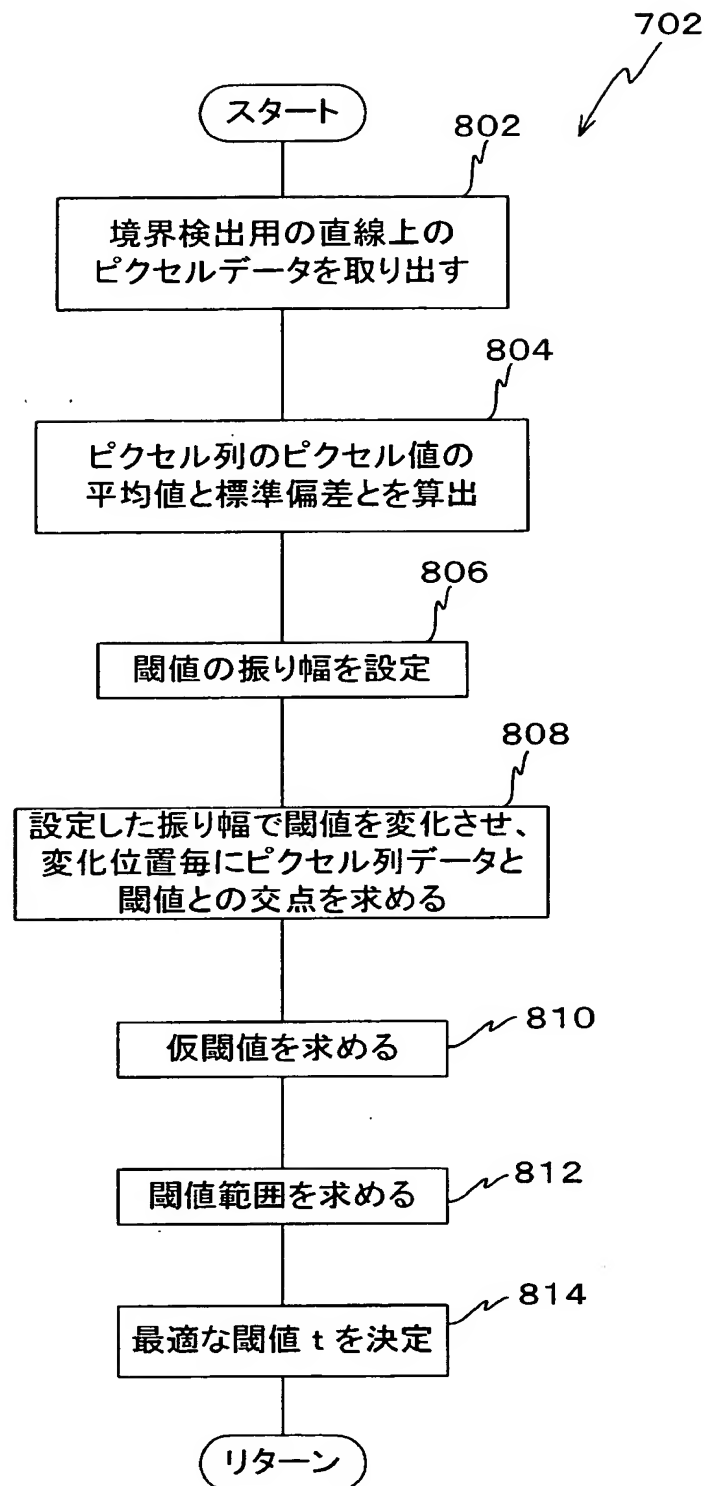 702
スタート
802
境界検出用の直線上の
ピクセルデータを取り出す
804
ピクセル列のピクセル値の
平均値と標準偏差とを算出
806
閾値の振り幅を設定
808
設定した振り幅で閾値を変化させ、
変化位置毎にピクセル列データと
閾値との交点を求める
仮閾値を求める
810
閾値範囲を求める
812
最適な閾値 t を決定
814
リターン